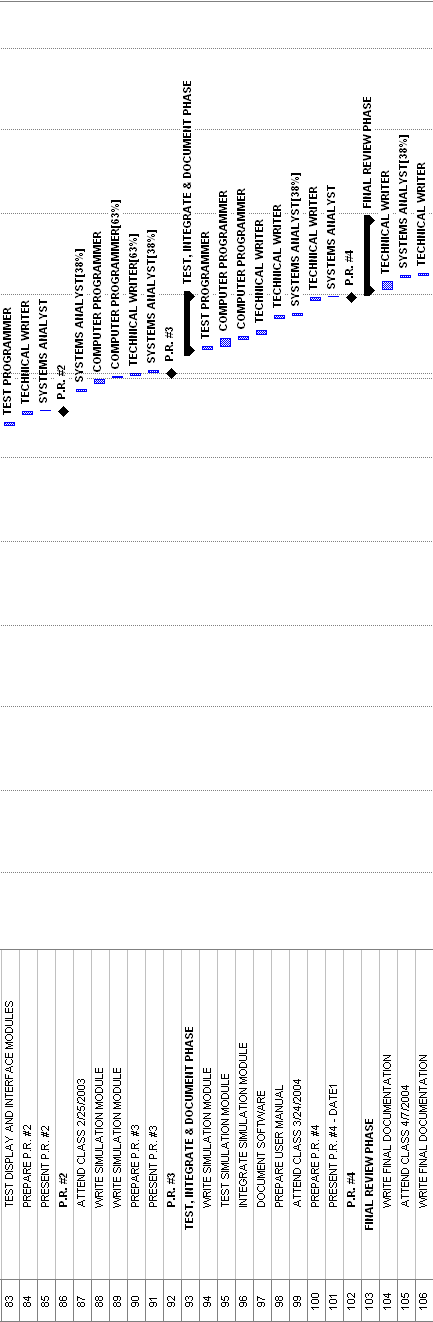 83 TEST DISPLAY AND INTERFACE MODULES TEST PROGRAMMER
84 PREPARE P.R. #2 TECHNICAL WRITER
85 PRESENT P.R. #2 SYSTEMS ANALYST
86 P.R. #2 P.R. #2
87 ATTEND CLASS 2/25/2003 SYSTEMS ANALYST[38%]
88 WRITE SIMULATION MODULE COMPUTER PROGRAMMER
89 WRITE SIMULATION MODULE COMPUTER PROGRAMMER[63%]
90 PREPARE P.R. #3 TECHNICAL WRITER[63%]
91 PRESENT P.R. #3 SYSTEMS ANALYST[38%]
92 P.R. #3 P.R. #3
93 TEST, INTEGRATE & DOCUMENT PHASE TEST, INTEGRATE & DOCUMENT PHASE
94 WRITE SIMULATION MODULE TEST PROGRAMMER
95 TEST SIMULATION MODULE COMPUTER PROGRAMMER
96 INTEGRATE SIMULATION MODULE COMPUTER PROGRAMMER
97 DOCUMENT SOFTWARE TECHNICAL WRITER
98 PREPARE USER MANUAL TECHNICAL WRITER
99 ATTEND CLASS 3/24/2004 SYSTEMS ANALYST[38%]
100 PREPARE P.R. #4 TECHNICAL WRITER
101 PRESENT P.R. #4 - DATE1 SYSTEMS ANALYST
102 P.R. #4 P.R. #4
103 FINAL REVIEW PHASE FINAL REVIEW PHASE
104 WRITE FINAL DOCUMENTATION TECHNICAL WRITER
105 ATTEND CLASS 4/7/2004 SYSTEMS ANALYST[38%]
106 WRITE FINAL DOCUMENTATION TECHNICAL WRITER